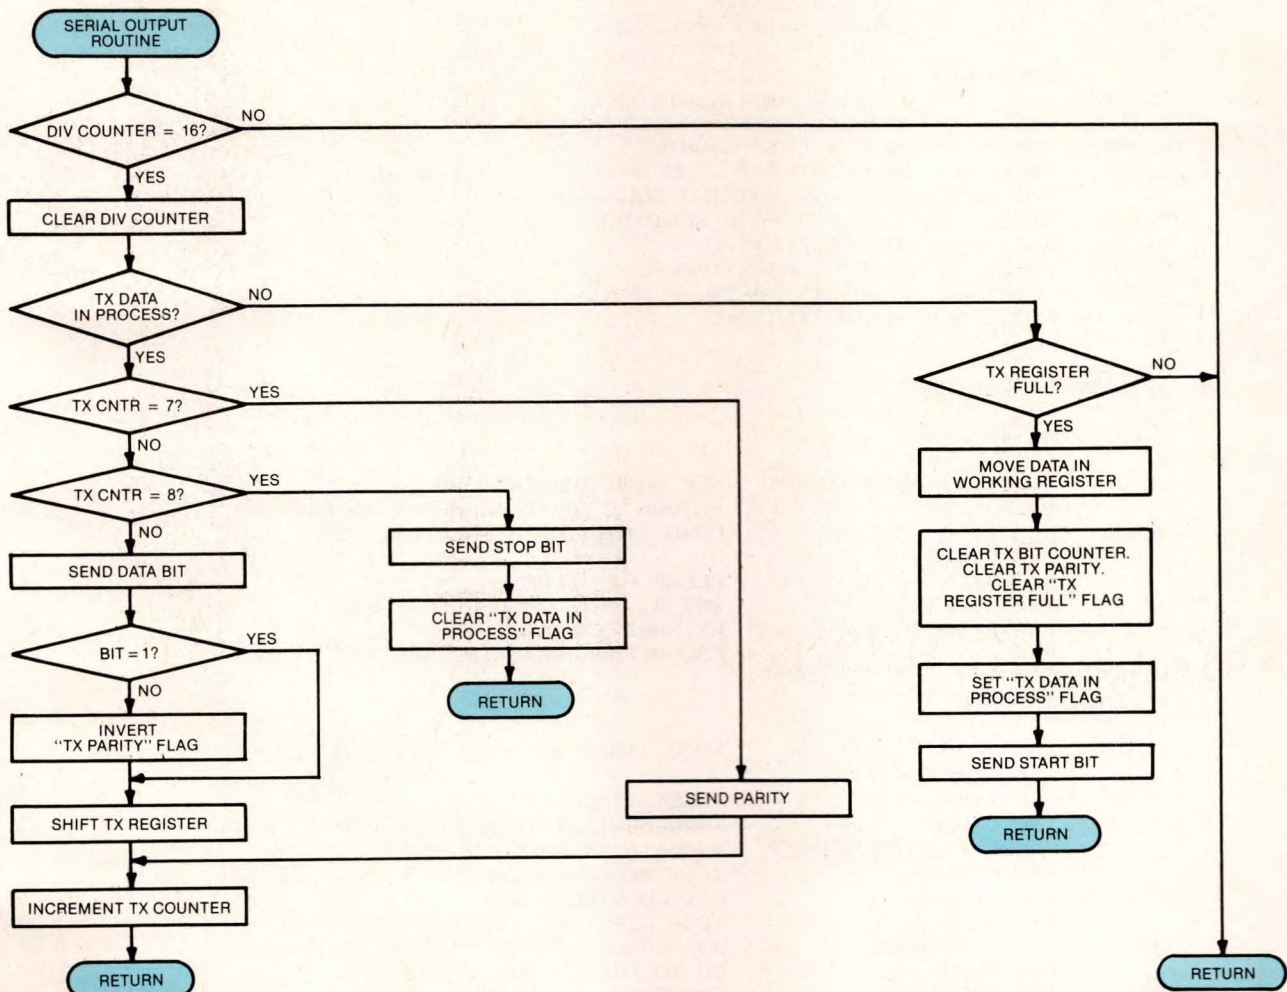 SERIAL OUTPUT
ROUTINE
DIV COUNTER = 16?
NO
YES
CLEAR DIV COUNTER
TX DATA
IN PROCESS?
NO
YES
TX CNTR = 7?
YES
NO
TX CNTR = 8?
YES
NO
SEND DATA BIT
BIT = 1?
YES
NO
INVERT
"TX PARITY" FLAG
SHIFT TX REGISTER
INCREMENT TX COUNTER
RETURN
SEND STOP BIT
CLEAR "TX DATA IN
PROCESS" FLAG
RETURN
SEND PARITY
TX REGISTER
FULL?
NO
YES
MOVE DATA IN
WORKING REGISTER
CLEAR TX BIT COUNTER.
CLEAR TX PARITY.
CLEAR "TX
REGISTER FULL" FLAG
SET "TX DATA IN
PROCESS" FLAG
SEND START BIT
RETURN
RETURN